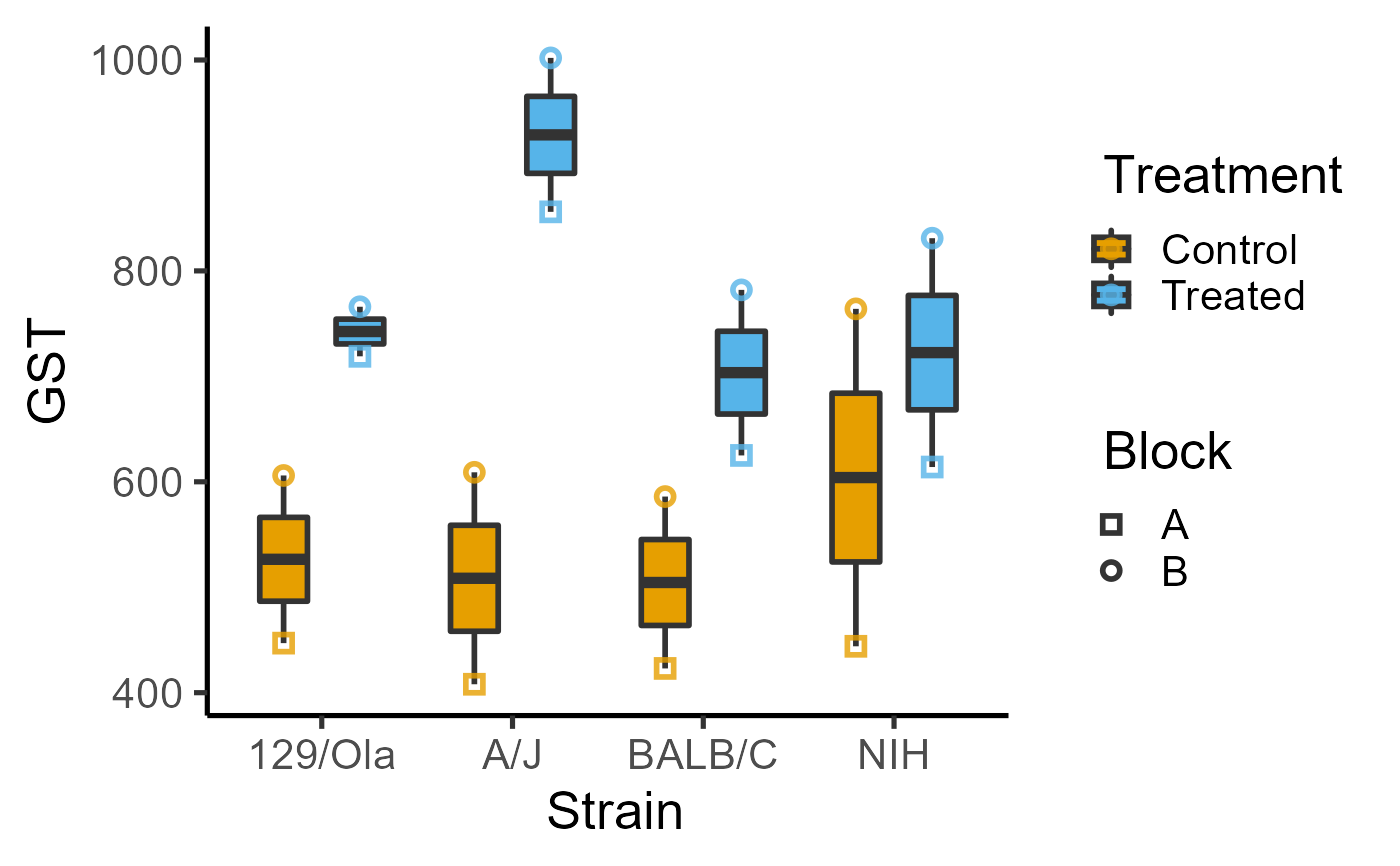 GST
1000
800
600
400
129/Ola
A/J
BALB/C
NIH
Strain
Treatment
Control
Treated
Block
A
B